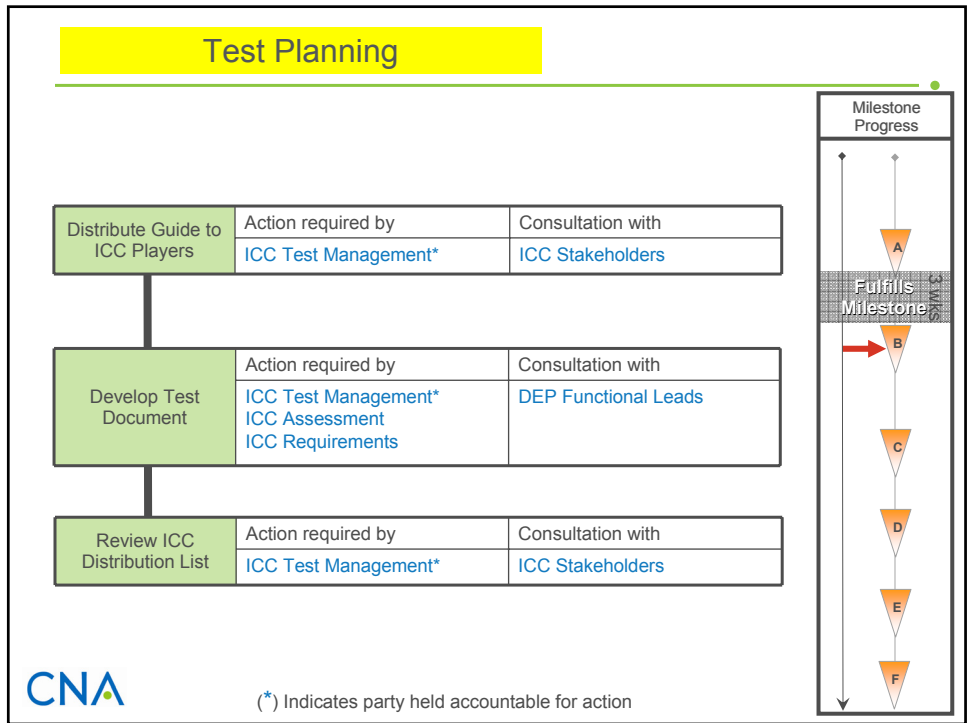 Test Planning
Milestone
Progress
Distribute Guide to
ICC Players
Action required by
Consultation with
ICC Test Management*
ICC Stakeholders
A
3 wks
Fulfills
Milestone
B
Develop Test
Document
Action required by
Consultation with
ICC Test Management*
DEP Functional Leads
ICC Assessment
ICC Requirements
C
Review ICC
Distribution List
Action required by
Consultation with
ICC Test Management*
ICC Stakeholders
D
E
F
CNA
(*) Indicates party held accountable for action